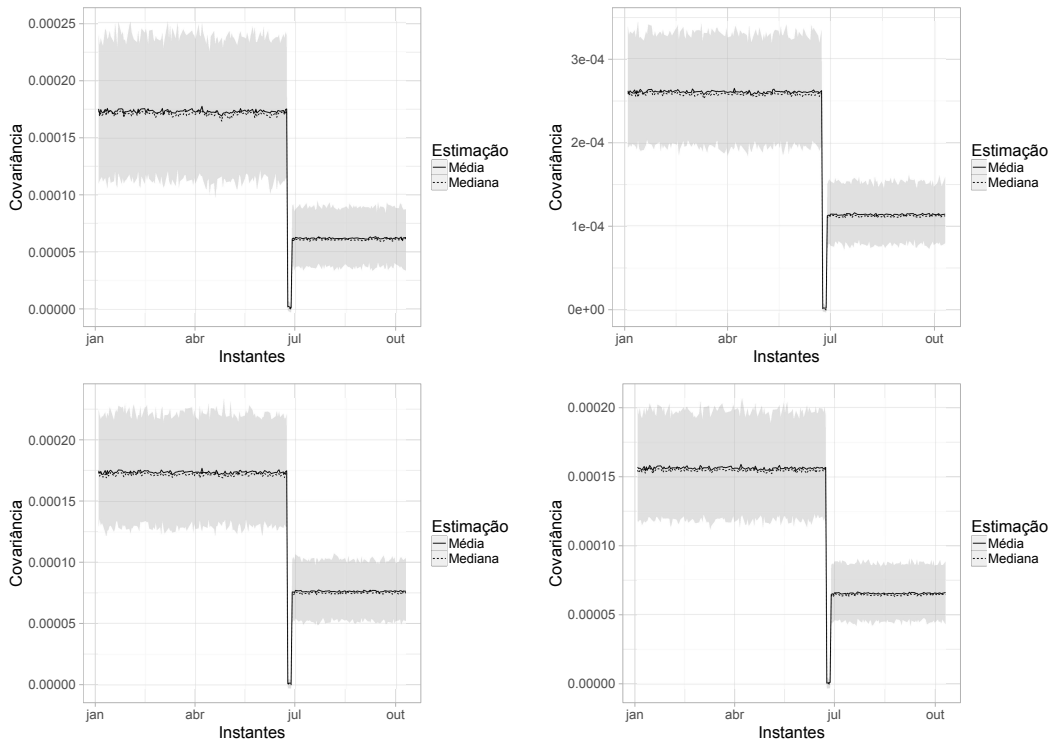 Covariância
0.00025
0.00020
0.00015
0.00010
0.00005
0.00000
jan
abr
jul
out
Instantes
Estimação
Média
Mediana
Covariância
3e-04
2e-04
1e-04
0e+00
jan
abr
jul
out
Instantes
Estimação
Média
Mediana
Covariância
0.00020
0.00015
0.00010
0.00005
0.00000
jan
abr
jul
out
Instantes
Estimação
Média
Mediana
Covariância
0.00020
0.00015
0.00010
0.00005
0.00000
jan
abr
jul
out
Instantes
Estimação
Média
Mediana